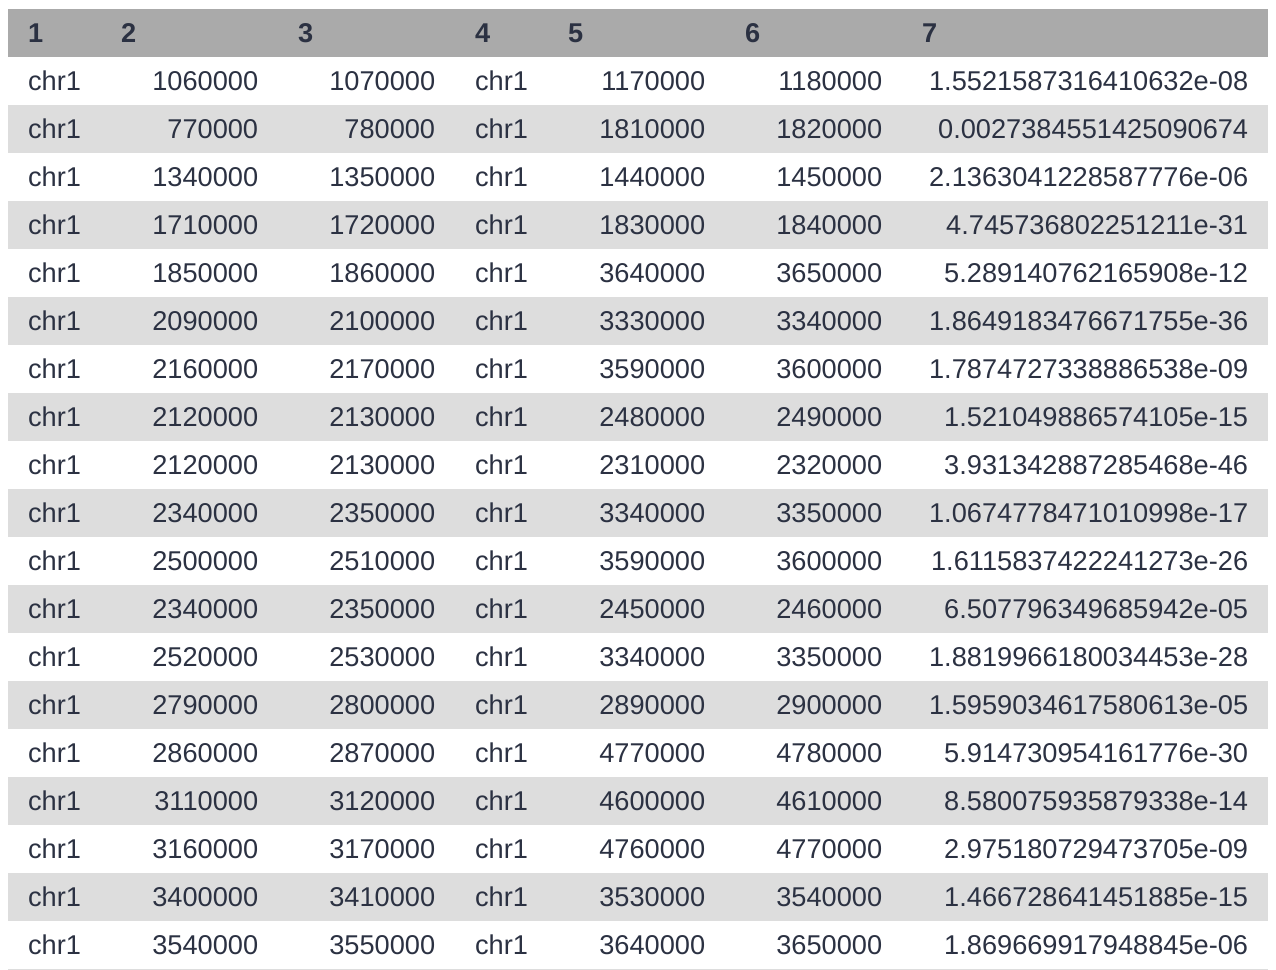 1 2 3 4 5 6 7
chr1 1060000 1070000 chr1 1170000 1180000 1.5521587316410632e-08
chr1 770000 780000 chr1 1810000 1820000 0.0027384551425090674
chr1 1340000 1350000 chr1 1440000 1450000 2.1363041228587776e-06
chr1 1710000 1720000 chr1 1830000 1840000 4.745736802251211e-31
chr1 1850000 1860000 chr1 3640000 3650000 5.289140762165908e-12
chr1 2090000 2100000 chr1 3330000 3340000 1.8649183476671755e-36
chr1 2160000 2170000 chr1 3590000 3600000 1.7874727338886538e-09
chr1 2120000 2130000 chr1 2480000 2490000 1.521049886574105e-15
chr1 2120000 2130000 chr1 2310000 2320000 3.931342887285468e-46
chr1 2340000 2350000 chr1 3340000 3350000 1.0674778471010998e-17
chr1 2500000 2510000 chr1 3590000 3600000 1.6115837422241273e-26
chr1 2340000 2350000 chr1 2450000 2460000 6.507796349685942e-05
chr1 2520000 2530000 chr1 3340000 3350000 1.8819966180034453e-28
chr1 2790000 2800000 chr1 2890000 2900000 1.5959034617580613e-05
chr1 2860000 2870000 chr1 4770000 4780000 5.914730954161776e-30
chr1 3110000 3120000 chr1 4600000 4610000 8.580075935879338e-14
chr1 3160000 3170000 chr1 4760000 4770000 2.975180729473705e-09
chr1 3400000 3410000 chr1 3530000 3540000 1.466728641451885e-15
chr1 3540000 3550000 chr1 3640000 3650000 1.869669917948845e-06